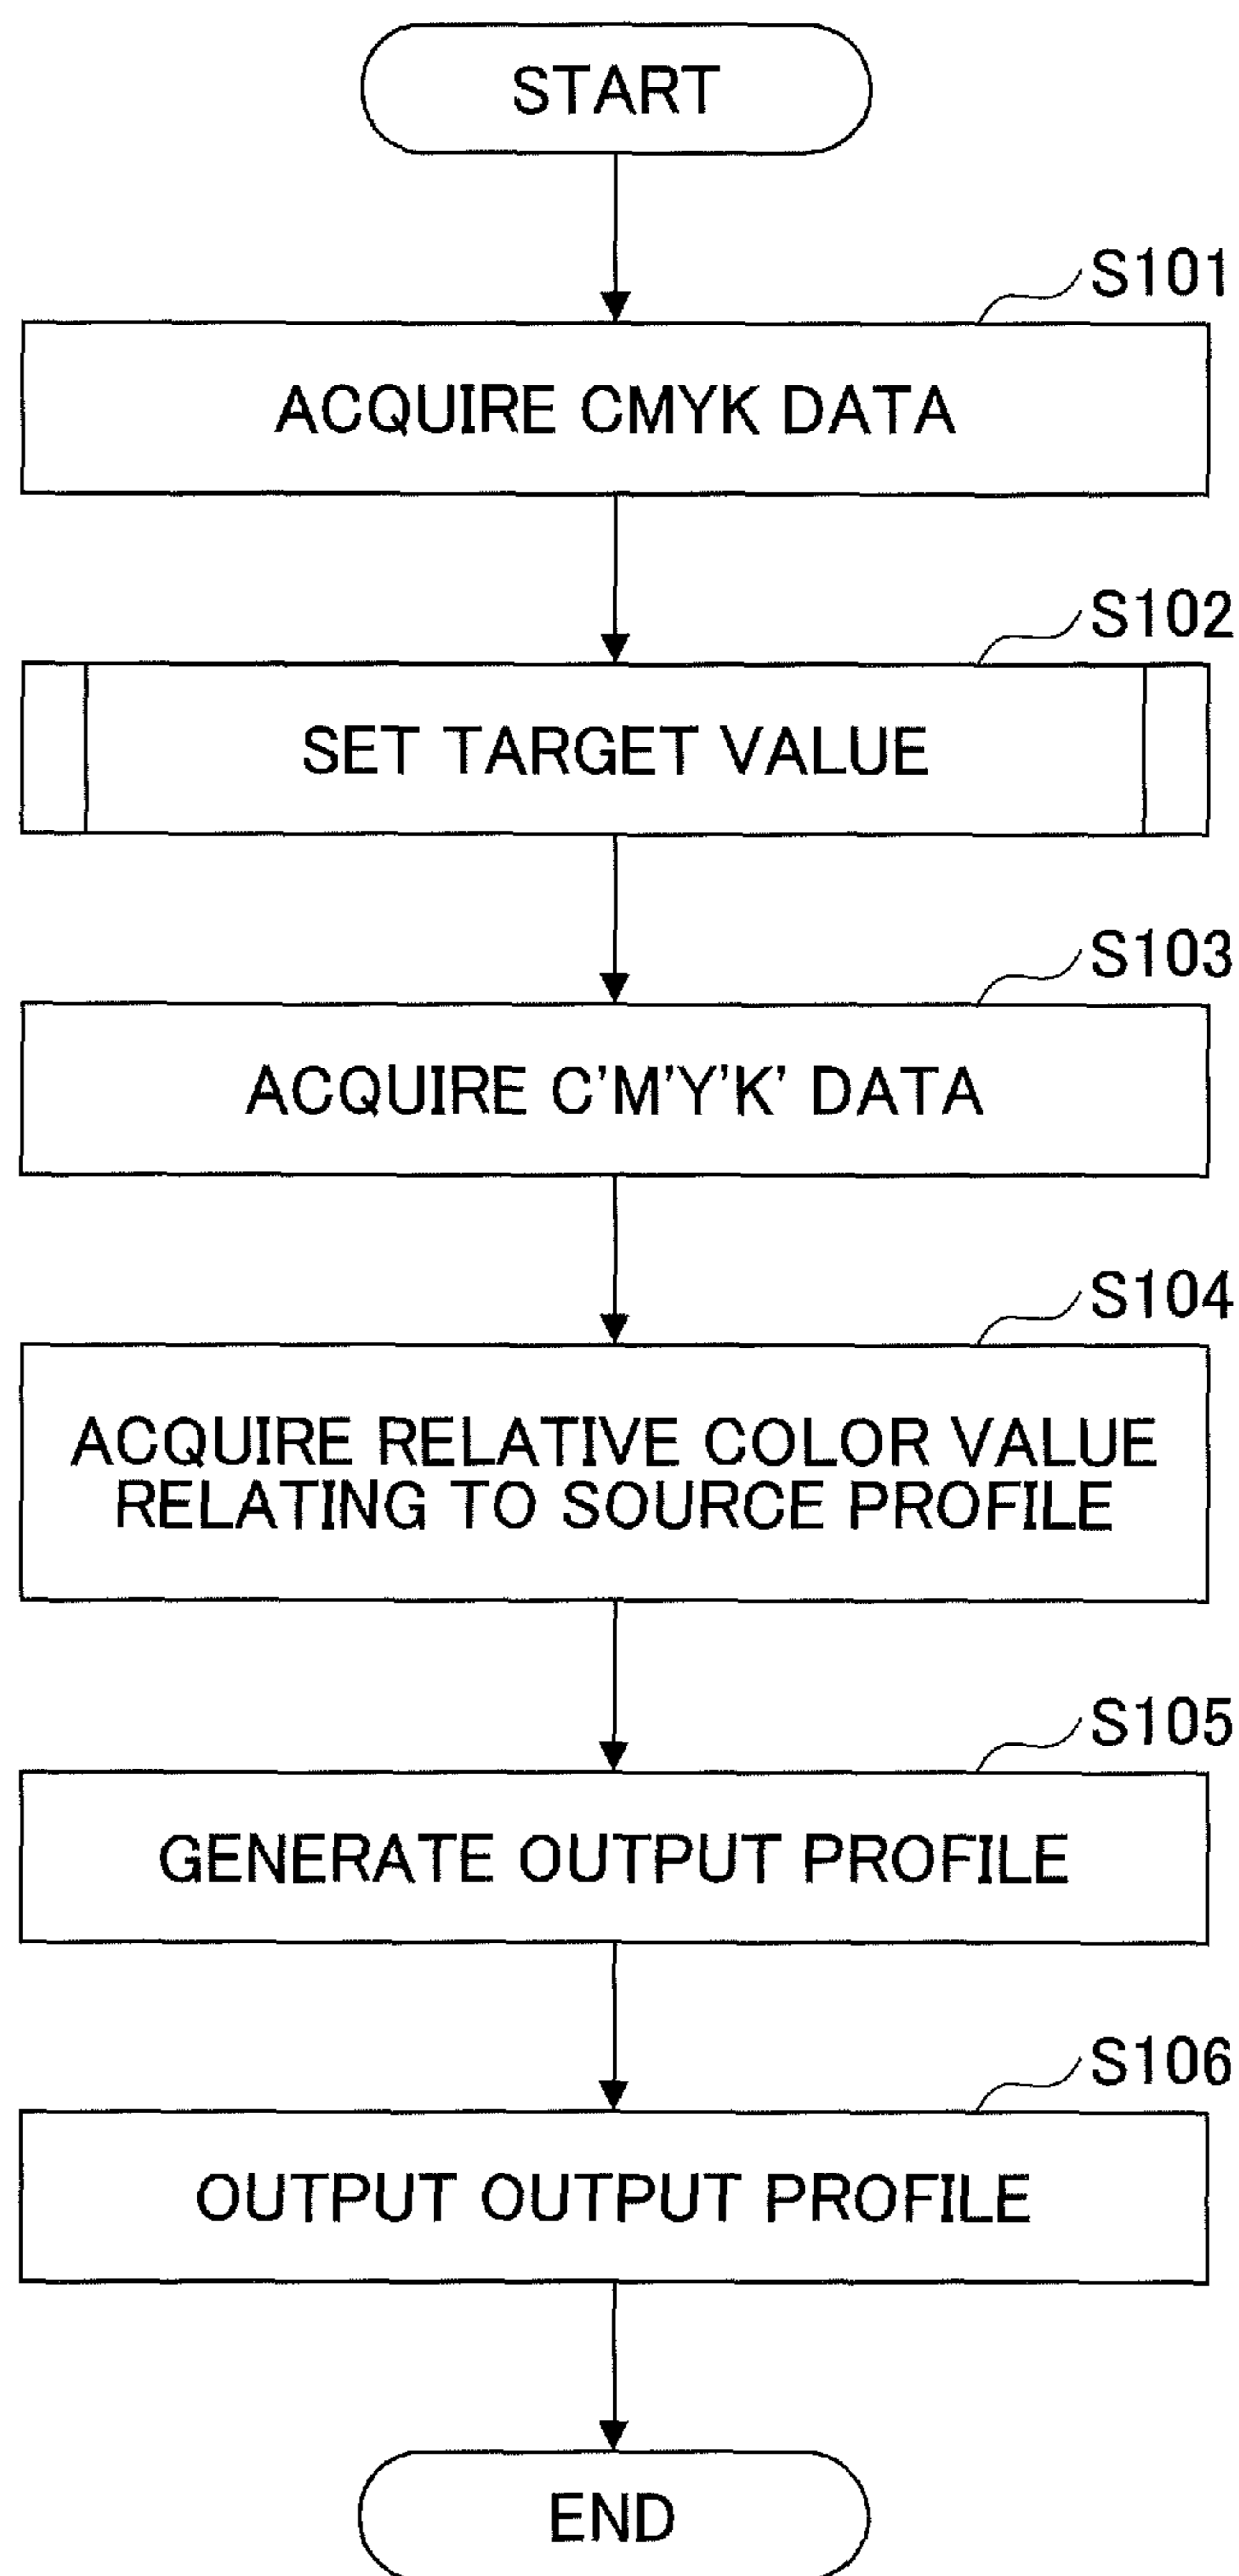 START
S101
ACQUIRE CMYK DATA
S102
SET TARGET VALUE
S103
ACQUIRE C'M'Y'K' DATA
S104
ACQUIRE RELATIVE COLOR VALUE
RELATING TO SOURCE PROFILE
S105
GENERATE OUTPUT PROFILE
S106
OUTPUT OUTPUT PROFILE
END